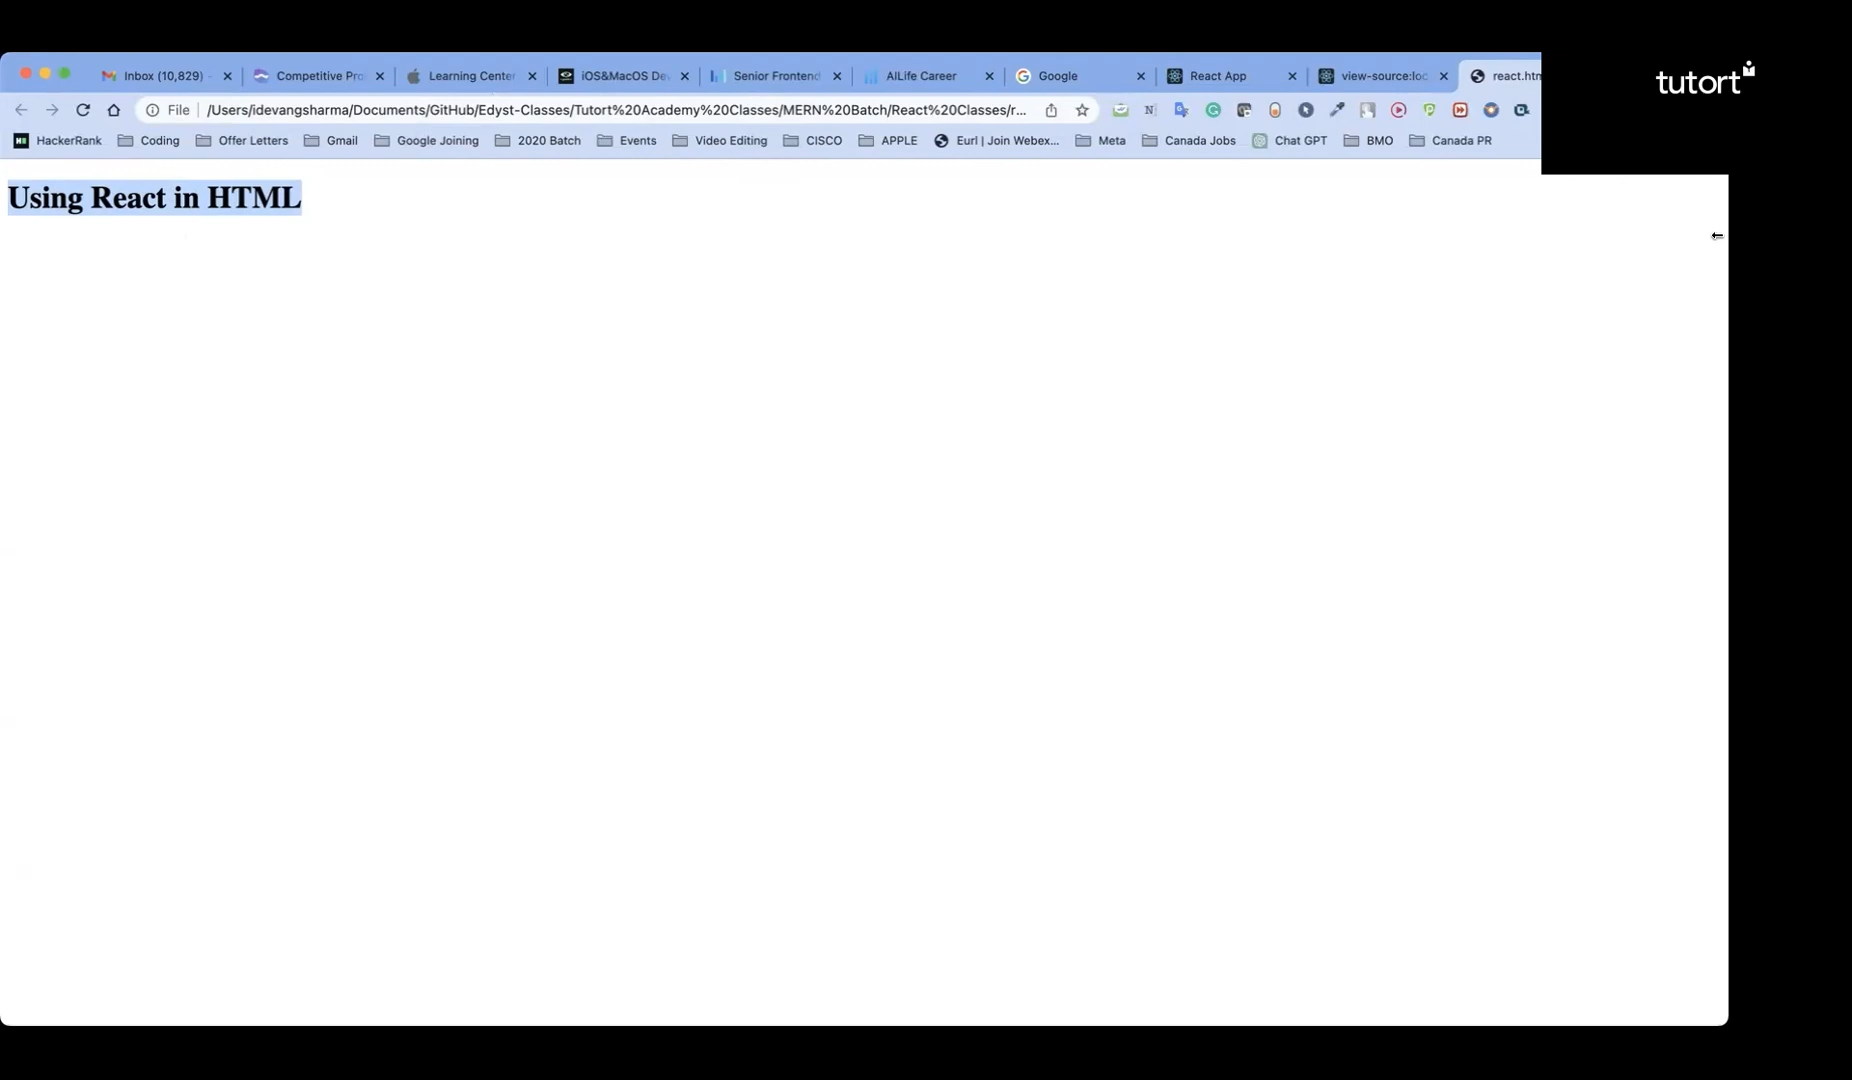 Inbox (10,829) Competitive Pro Learning Center iOS&MacOS Dev Senior Frontend AILife Career Google React App view-source:loc react.htm
tutort
File /Users/idevangsharma/Documents/GitHub/Edyst-Classes/Tutort%20Academy%20Classes/MERN%20Batch/React%20Classes/r...
HackerRank Coding Offer Letters Gmail Google Joining 2020 Batch Events Video Editing CISCO APPLE Eurl | Join Webex... Meta Canada Jobs Chat GPT BMO Canada PR
Using React in HTML